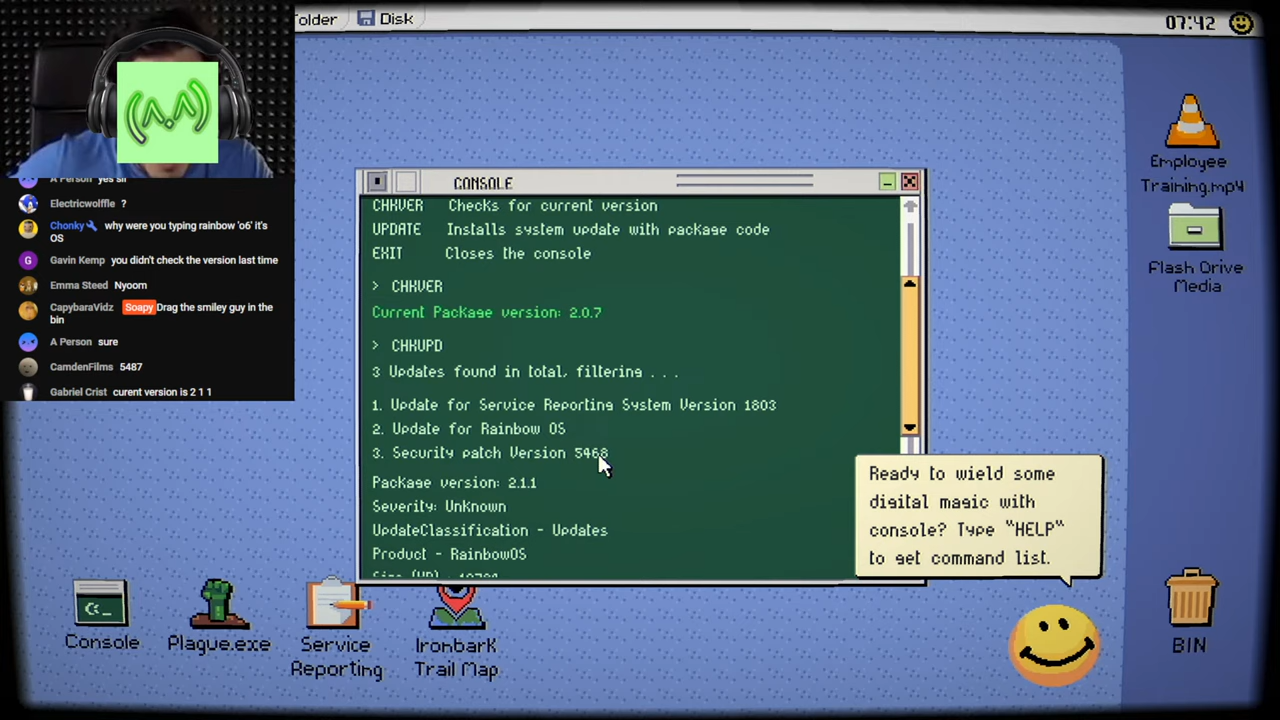 older
Disk
07:42
(^.^)
A Person yes sir
Electricwolffle ?
Chonky why were you typing rainbow 'o6' it's
OS
Gavin Kemp you didn't check the version last time
Emma Steed Nyoom
CapybaraVidz Soapy Drag the smiley guy in the
bin
A Person sure
CamdenFilms 5487
Gabriel Crist curent version is 2 1 1
CONSOLE
CHKVER Checks for current version
UPDATE Installs system update with package code
EXIT Closes the console
> CHKVER
Current Package version: 2.0.7
> CHKUPD
3 Updates found in total, filtering . . .
1. Update for Service Reporting System Version 1803
2. Update for Rainbow OS
3. Security patch Version 5468
Package version: 2.1.1
Severity: Unknown
UpdateClassification - Updates
Product - RainbowOS
Ready to wield some
digital magic with
console? Type "HELP"
to get command list.
Employee
Training.mp4
Flash Drive
Media
Console
Plague.exe
Service
Reporting
Ironbark
Trail Map
BIN